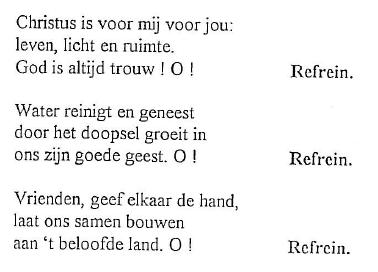 Christus is voor mij voor jou:
leven, licht en ruimte.
God is altijd trouw ! O ! Refrein.
Water reinigt en geneest
door het doopsel groeit in
ons zijn goede geest. O ! Refrein.
Vrienden, geef elkaar de hand,
laat ons samen bouwen
aan ‘t beloofde land. O ! Refrein.